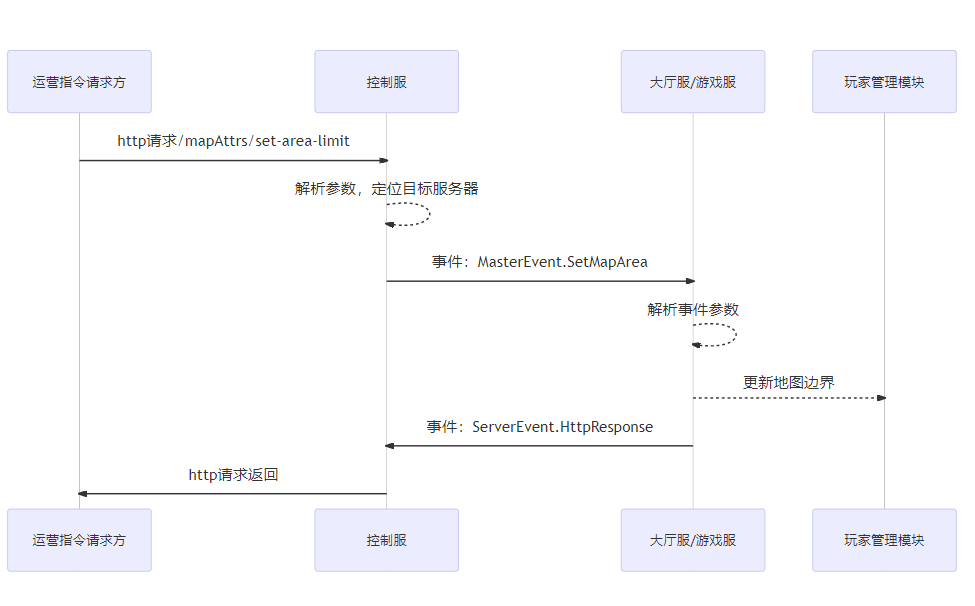 运营指令请求方
控制服
大厅服/游戏服
玩家管理模块
http请求/mapAttrs/set-area-limit
解析参数，定位目标服务器
事件：MasterEvent.SetMapArea
解析事件参数
更新地图边界
事件：ServerEvent.HttpResponse
http请求返回
运营指令请求方
控制服
大厅服/游戏服
玩家管理模块